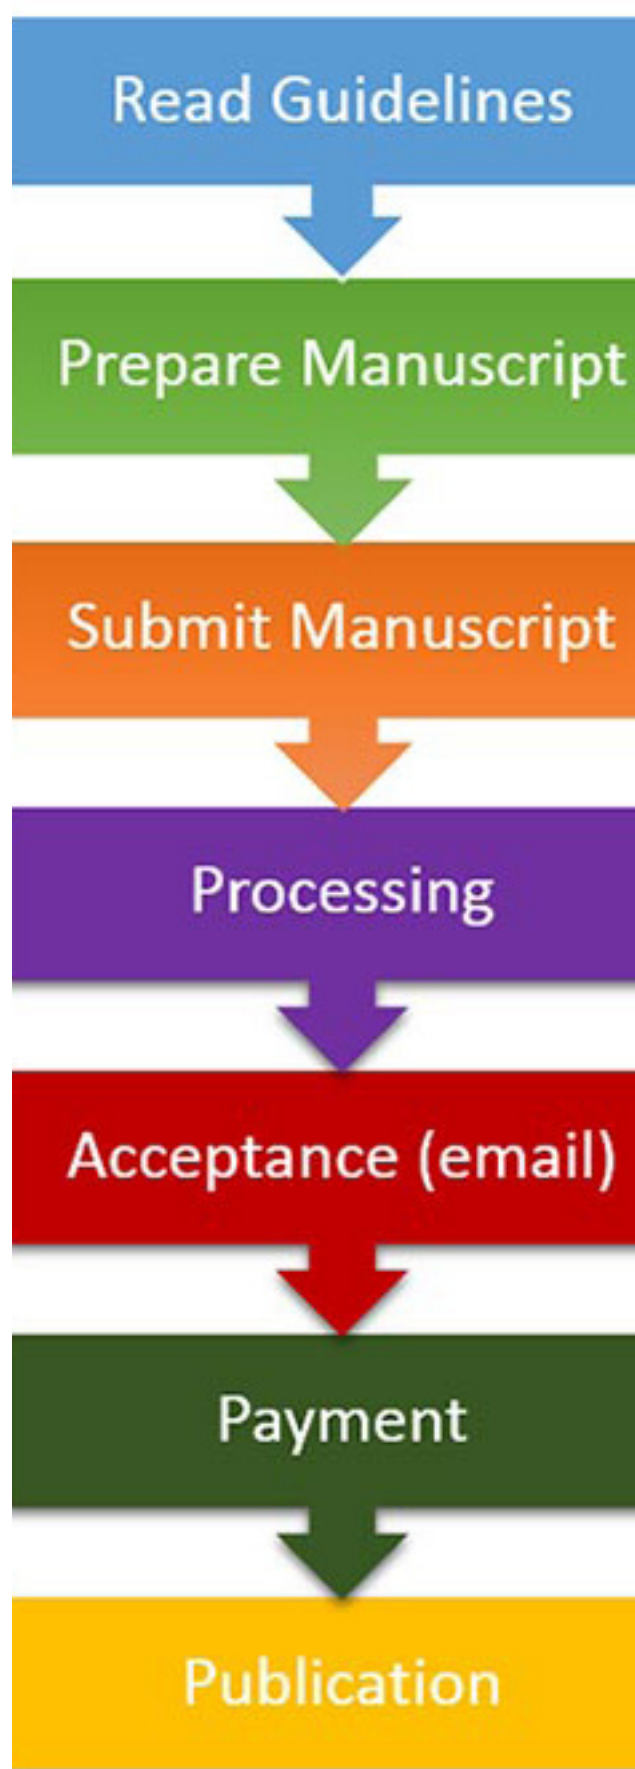 Read Guidelines
Prepare Manuscript
Submit Manuscript
Processing
Acceptance (email)
Payment
Publication